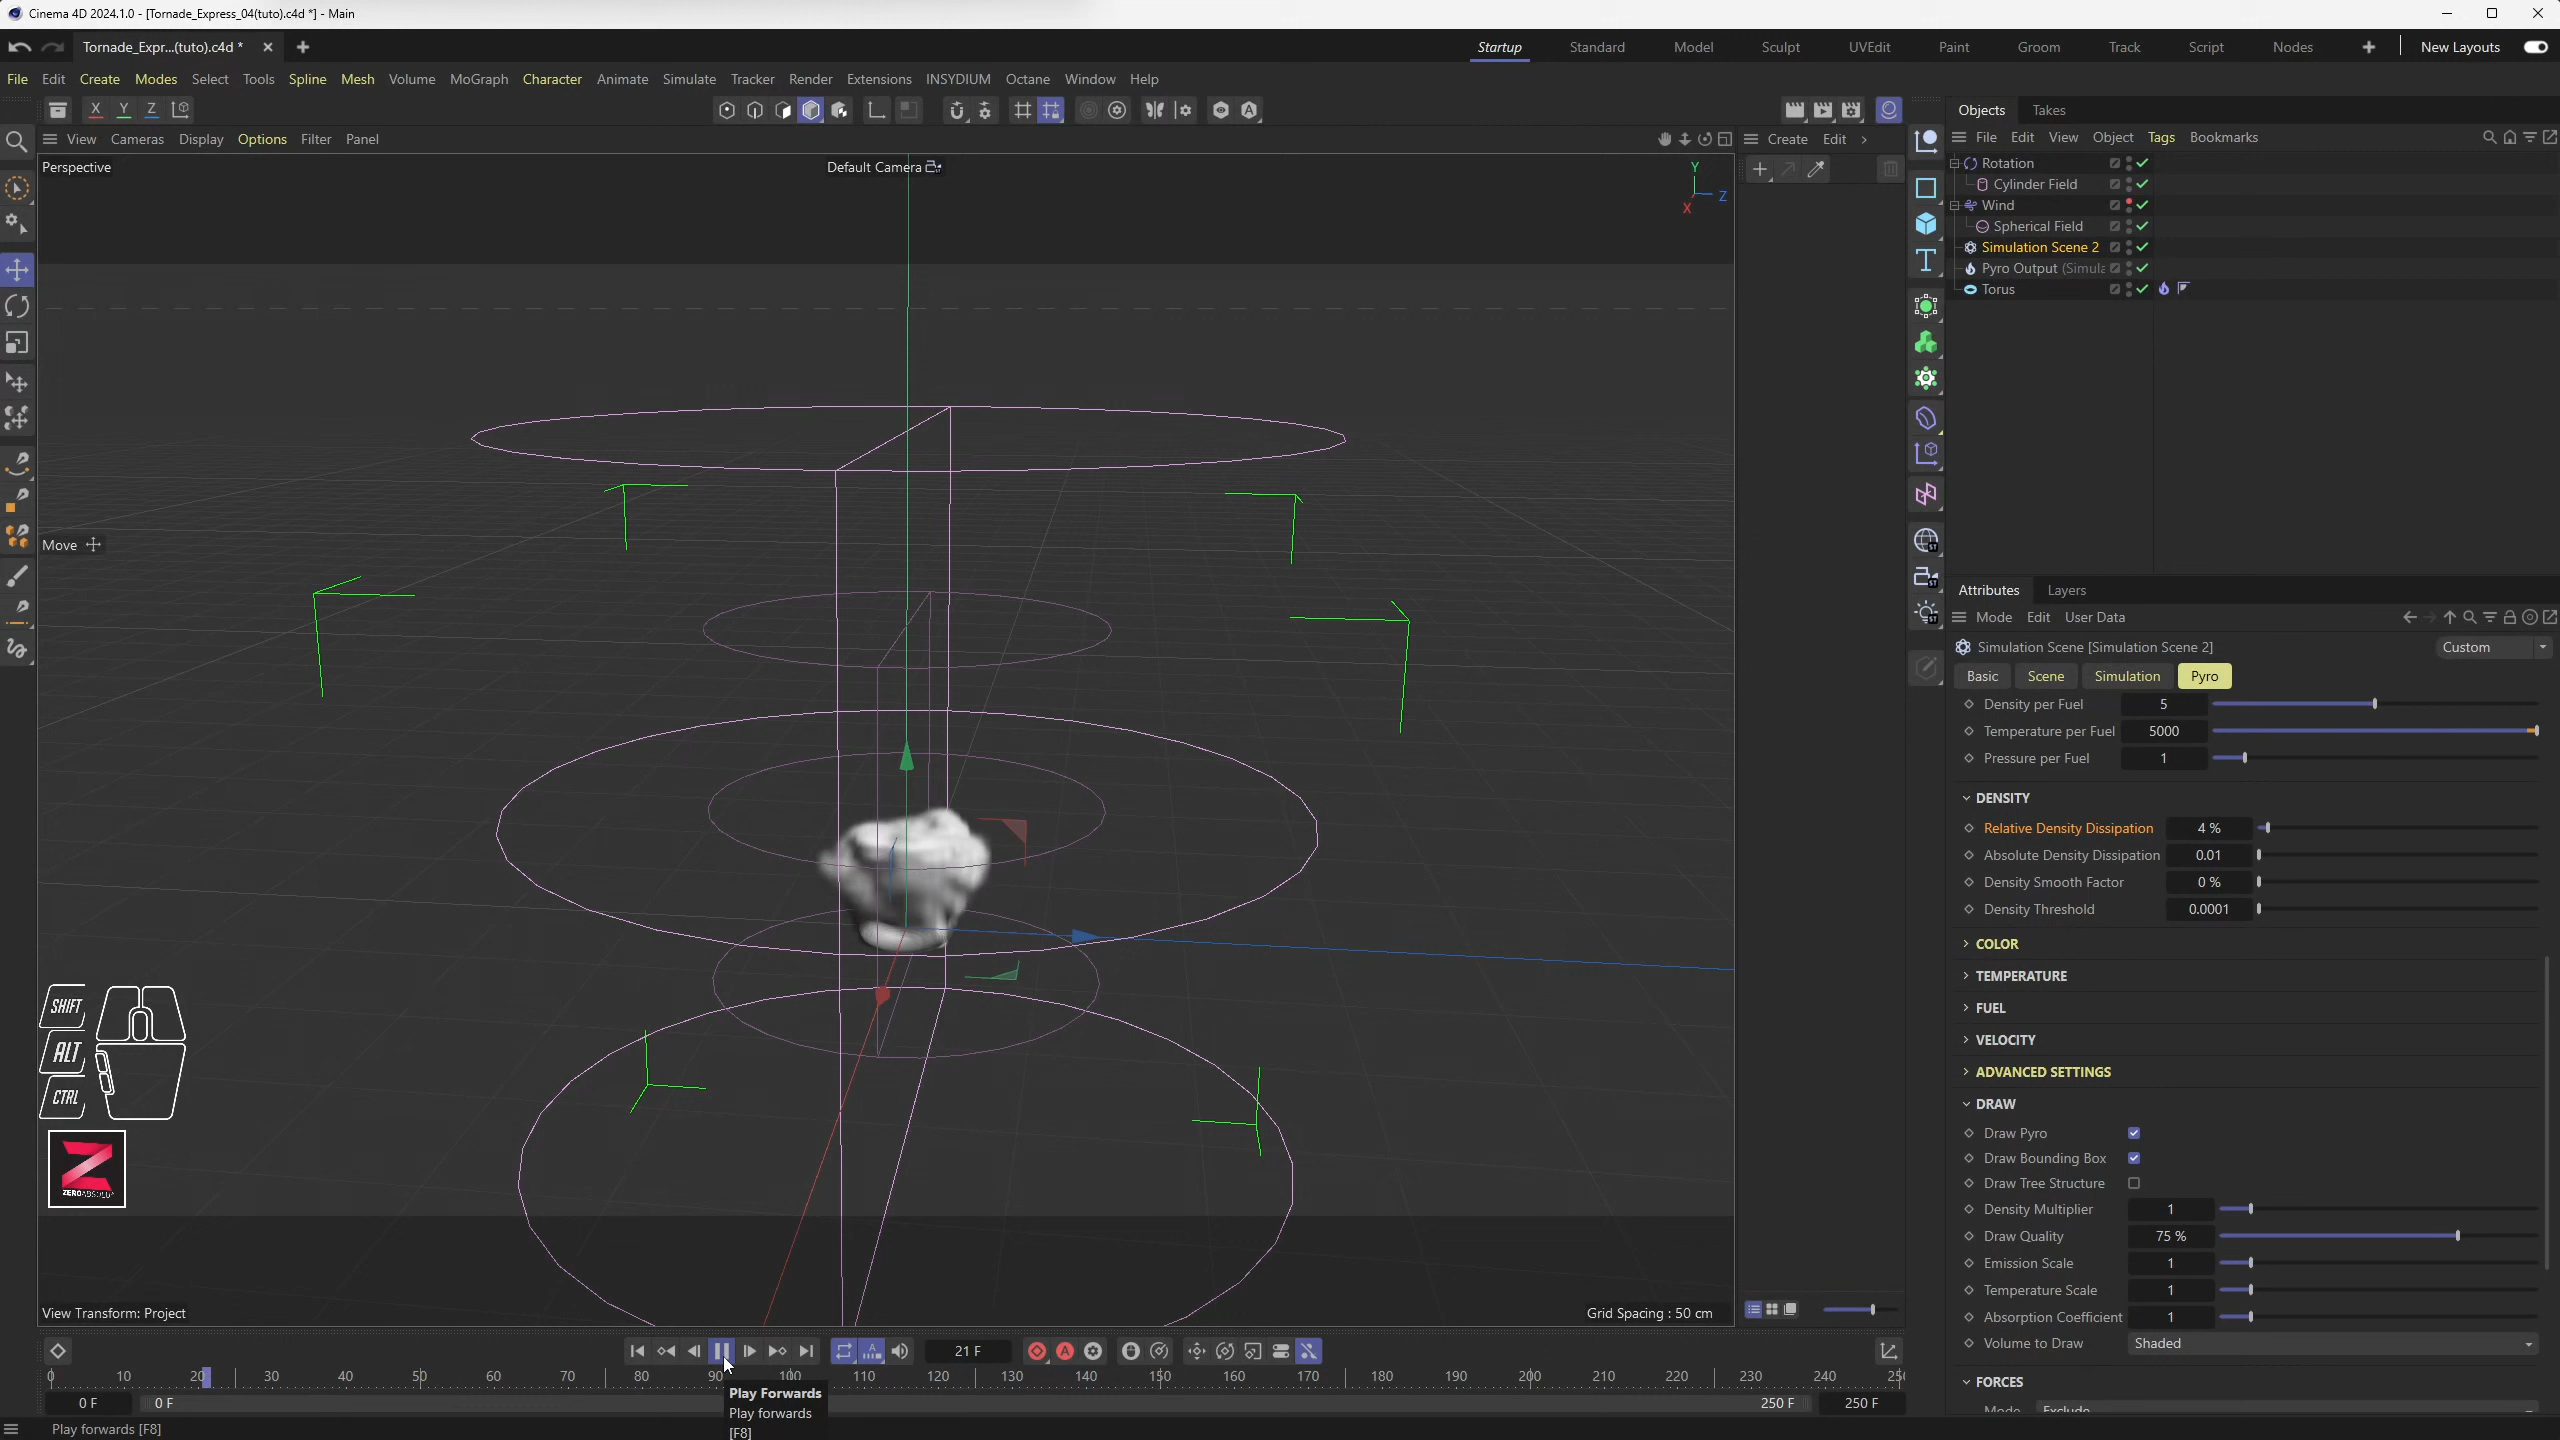 Cinema 4D 2024.1.0 - [Tornade_Express_04(tuto).c4d *] - Main
Tornade_Expr...(tuto).c4d *
Startup Standard Model Sculpt UVEdit Paint Groom Track Script Nodes New Layouts
File Edit Create Modes Select Tools Spline Mesh Volume MoGraph Character Animate Simulate Tracker Render Extensions INSYDIUM Octane Window Help
X Y Z
Objects Takes
View Cameras Display Options Filter Panel
Create Edit
File Edit View Object Tags Bookmarks
Perspective
Default Camera
Y
Z
X
Rotation
Cylinder Field
Wind
Spherical Field
Simulation Scene 2
Pyro Output (Simula
Torus
Move
Attributes Layers
Mode Edit User Data
Simulation Scene [Simulation Scene 2]
Custom
Basic Scene Simulation Pyro
Density per Fuel 5
Temperature per Fuel 5000
Pressure per Fuel 1
DENSITY
Relative Density Dissipation 4 %
Absolute Density Dissipation 0.01
Density Smooth Factor 0 %
Density Threshold 0.0001
COLOR
TEMPERATURE
FUEL
VELOCITY
ADVANCED SETTINGS
DRAW
Draw Pyro
Draw Bounding Box
Draw Tree Structure
Density Multiplier 1
Draw Quality 75 %
Emission Scale 1
Temperature Scale 1
Absorption Coefficient 1
Volume to Draw Shaded
FORCES
Mode Exclude
SHIFT
ALT
CTRL
Z
ZEROABSOLU
View Transform: Project
Grid Spacing : 50 cm
21 F
0 10 20 30 40 50 60 70 80 90 100 110 120 130 140 150 160 170 180 190 200 210 220 230 240 250
0 F 0 F 250 F 250 F
Play Forwards
Play forwards
[F8]
Play forwards [F8]